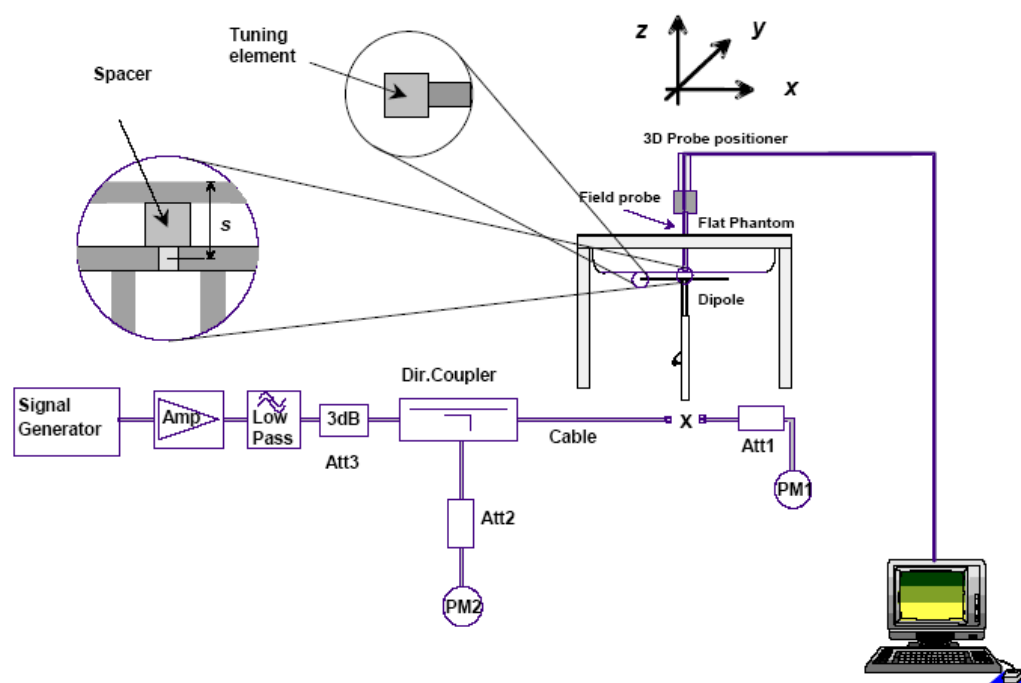 Tuning
element
Spacer
z
y
x
3D Probe positioner
Field probe
Flat Phantom
s
Dipole
Dir.Coupler
Signal
Generator
Amp
Low
Pass
3dB
Att3
Cable
X
Att1
PM1
Att2
PM2